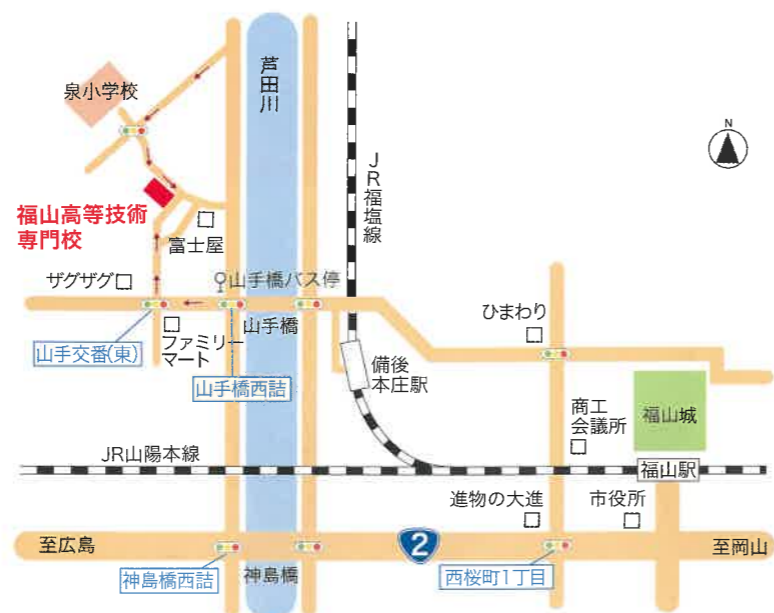 泉小学校
芦田川
JR福塩線
N
福山高等技術
専門校
富士屋
ザグザグ
山手橋バス停
山手交番(東)
ファミリー
マート
山手橋
山手橋西詰
ひまわり
備後
本庄駅
商工
会議所
福山城
JR山陽本線
福山駅
進物の大進
市役所
至広島
2
至岡山
神島橋西詰
神島橋
西桜町1丁目